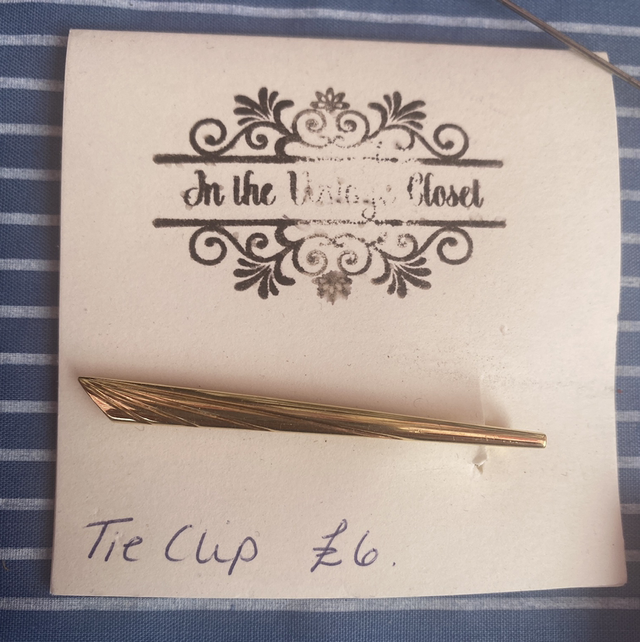 In the Vintage Closet
Tie Clip £6.